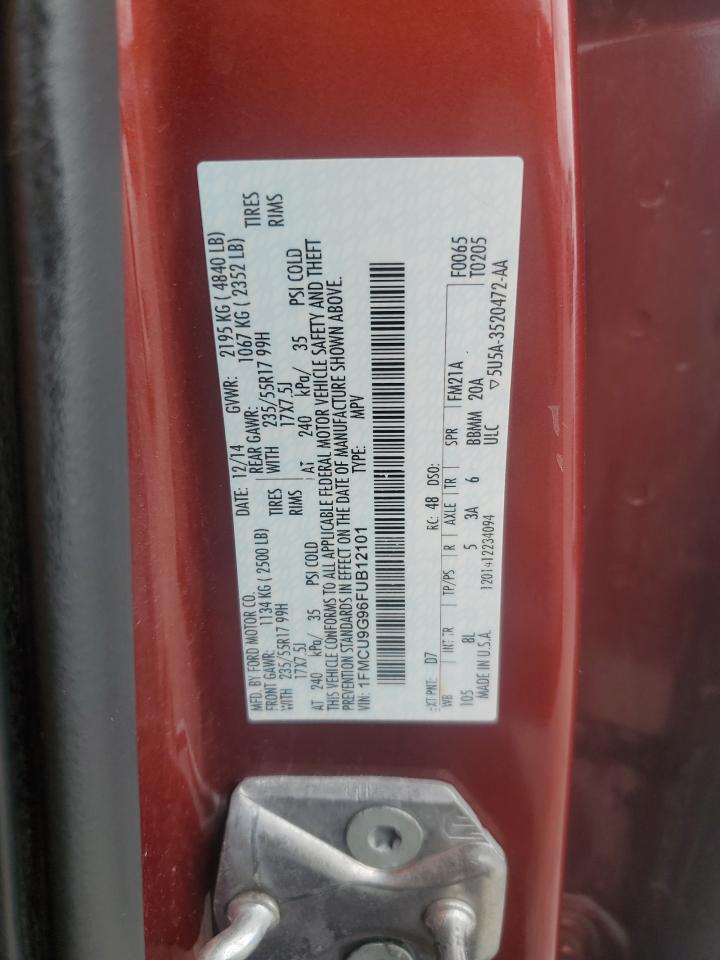 MFD. BY FORD MOTOR CO.
DATE: 12/14 GVWR: 2195 KG ( 4840 LB)
FRONT GAWR: 1134 KG ( 2500 LB) REAR GAWR: 1067 KG ( 2352 LB)
WITH 235/55R17 99H TIRES WITH 235/55R17 99H TIRES
17X7.5J RIMS 17X7.5J RIMS
AT 240 kPa/ 35 PSI COLD AT 240 kPa/ 35 PSI COLD
THIS VEHICLE CONFORMS TO ALL APPLICABLE FEDERAL MOTOR VEHICLE SAFETY AND THEFT
PREVENTION STANDARDS IN EFFECT ON THE DATE OF MANUFACTURE SHOWN ABOVE.
VIN: 1FMCU9G96FUB12101 TYPE: MPV
EXT PNT: D7 RC: 48 DSO: F0065
WB INT TR TP/PS R AXLE TR SPR FM21A T0205
105 8L 5 3A 6 BBMM 20A
MADE IN U.S.A. 1201412234094 ULC ▽5U5A-3520472-AA